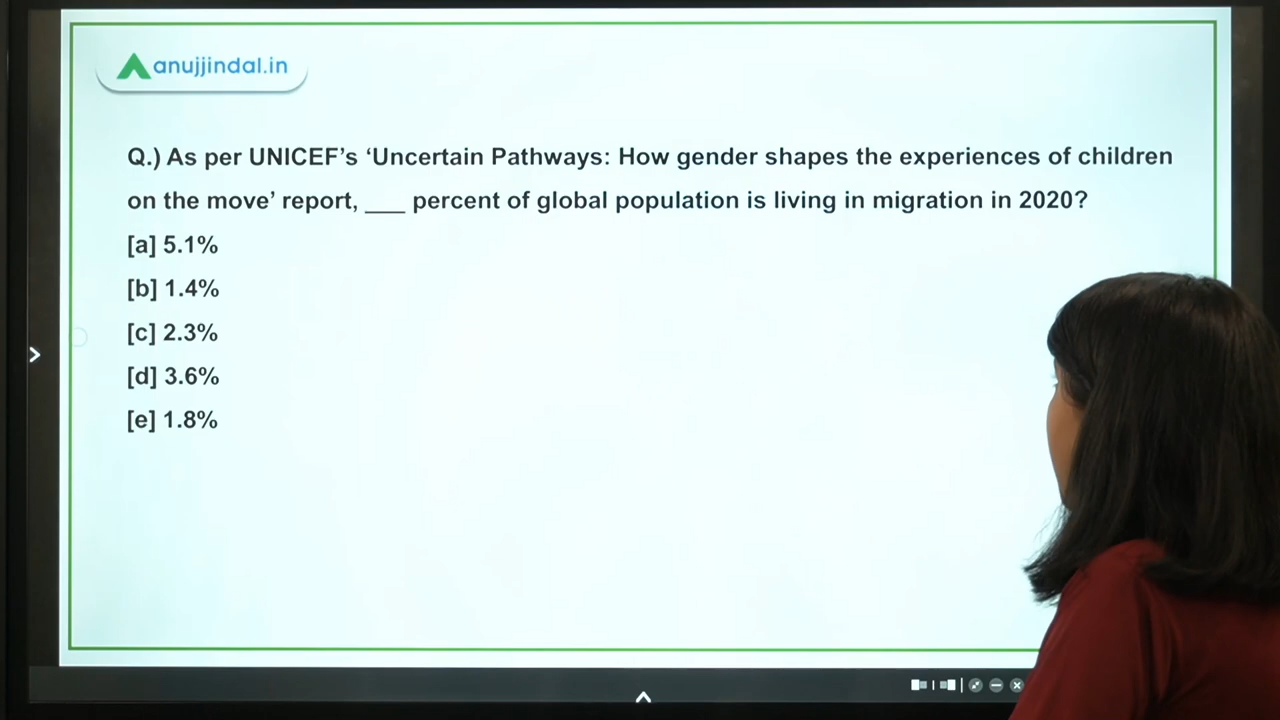 anujjindal.in
Q.) As per UNICEF’s ‘Uncertain Pathways: How gender shapes the experiences of children
on the move’ report, ___ percent of global population is living in migration in 2020?
[a] 5.1%
[b] 1.4%
[c] 2.3%
[d] 3.6%
[e] 1.8%